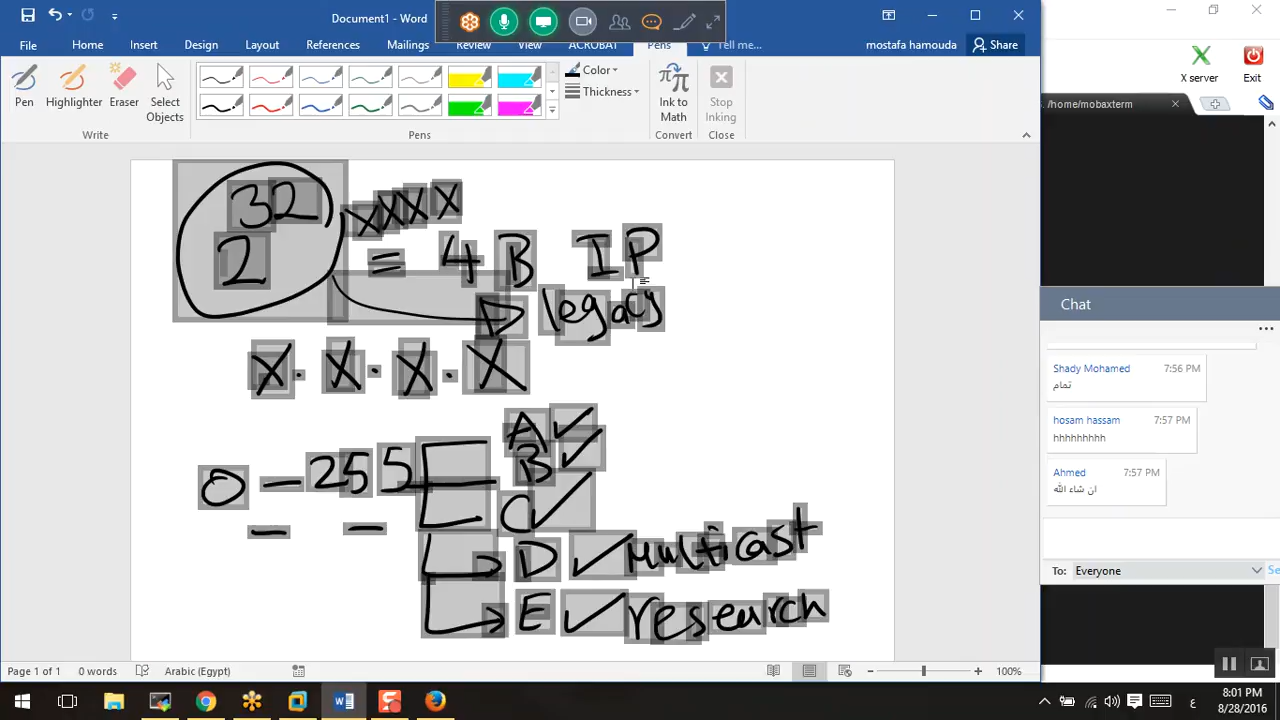 Document1 - Word
File
Home
Insert
Design
Layout
References
Mailings
Review
View
ACROBAT
Pens
Tell me...
mostafa hamouda
Share
Pen
Highlighter
Eraser
Select Objects
Color
Thickness
Ink to Math
Stop Inking
Write
Pens
Convert
Close
X server
Exit
/home/mobaxterm
32 XXXX
2 = 4 B IP
legacy
X. X. X. X
A ✓
0 - 255 B ✓
- - C ✓
D ✓ Multicast
E ✓ research
Chat
Shady Mohamed 7:56 PM
تمام
hosam hassam 7:57 PM
hhhhhhhhh
Ahmed 7:57 PM
ان شاء الله
To: Everyone
Se
Page 1 of 1 0 words Arabic (Egypt) 100%
ع 8:01 PM
8/28/2016